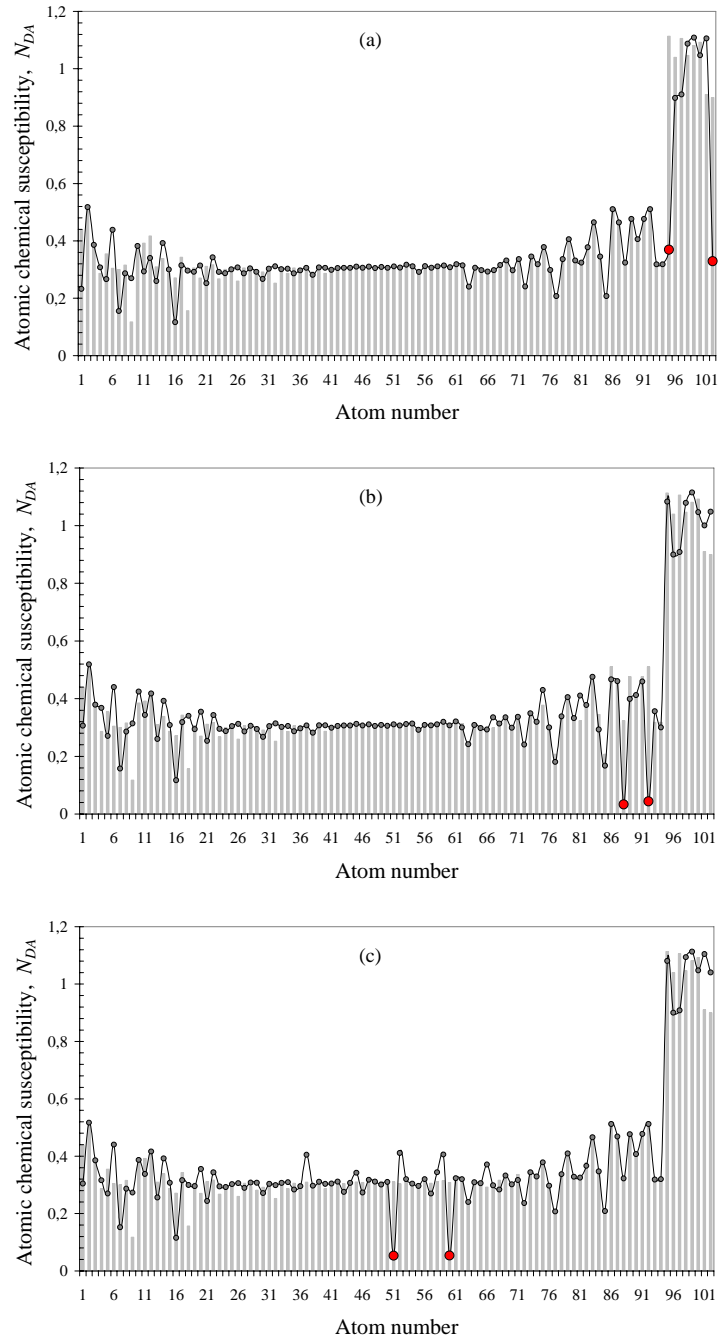 1,2
(a)
1
0,8
0,6
0,4
0,2
0
Atomic chemical susceptibility, N_DA
1 6 11 16 21 26 31 36 41 46 51 56 61 66 71 76 81 86 91 96 101
Atom number
1,2
(b)
1
0,8
0,6
0,4
0,2
0
Atomic chemical susceptibility, N_DA
1 6 11 16 21 26 31 36 41 46 51 56 61 66 71 76 81 86 91 96 101
Atom number
1,2
(c)
1
0,8
0,6
0,4
0,2
0
Atomic chemical susceptibility, N_DA
1 6 11 16 21 26 31 36 41 46 51 56 61 66 71 76 81 86 91 96 101
Atom number